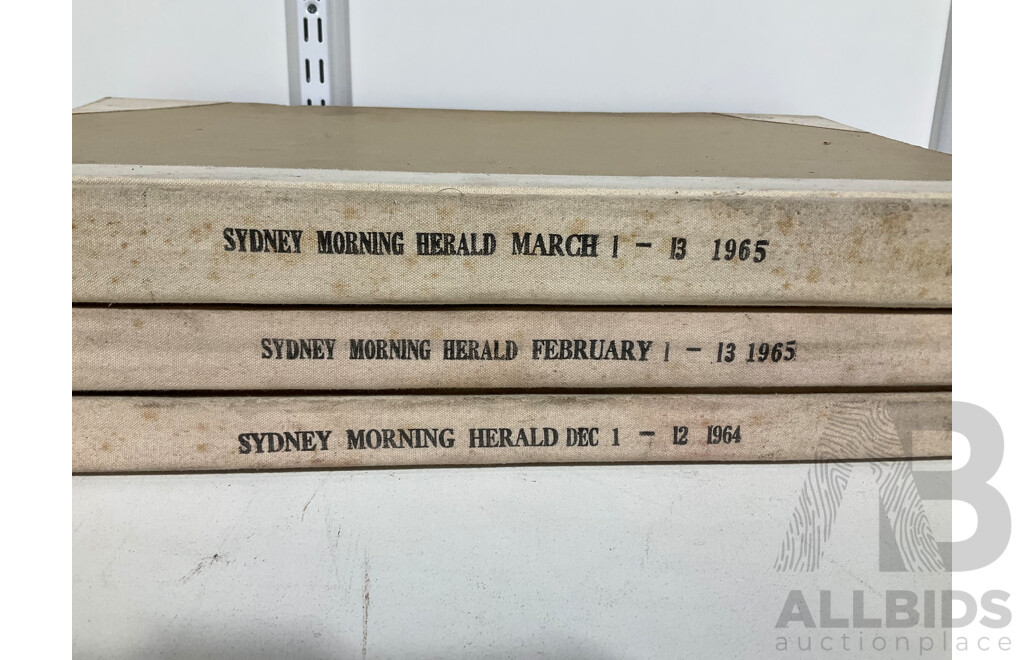 SYDNEY MORNING HERALD MARCH 1 - 13 1965
SYDNEY MORNING HERALD FEBRUARY 1 - 13 1965
SYDNEY MORNING HERALD DEC 1 - 12 1964
AB
ALLBIDS
auctionplace